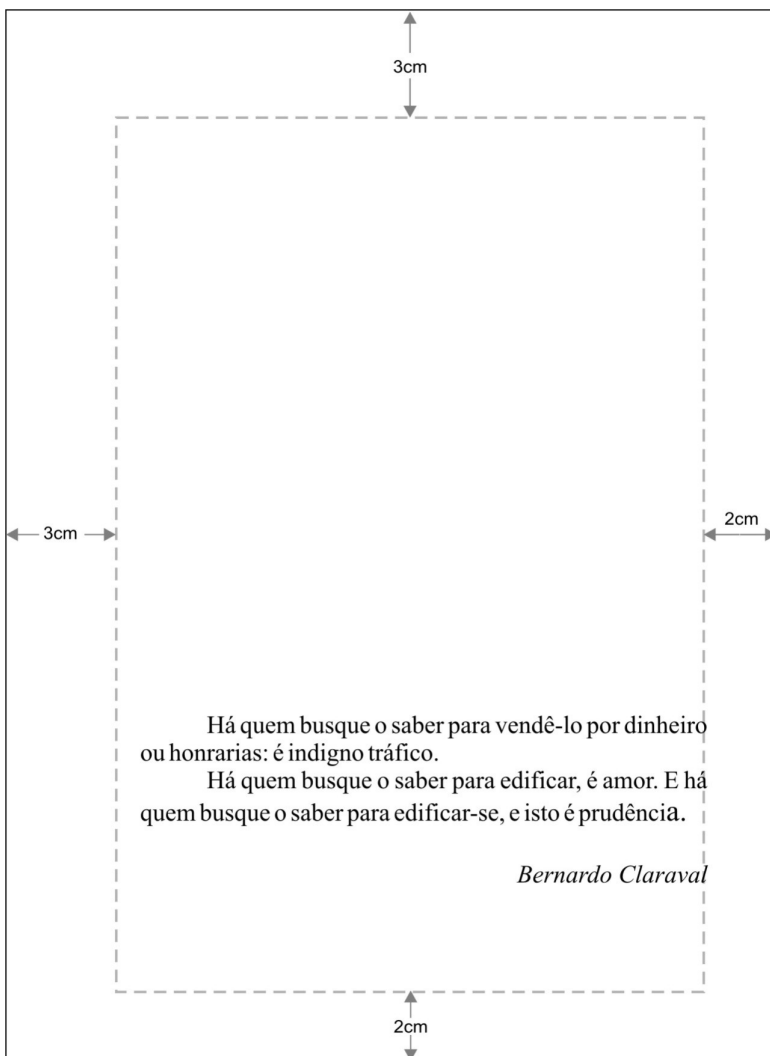 3cm
3cm
2cm
Há quem busque o saber para vendê-lo por dinheiro
ou honrarias: é indigno tráfico.
Há quem busque o saber para edificar, é amor. E há
quem busque o saber para edificar-se, e isto é prudência.
Bernardo Claraval
2cm